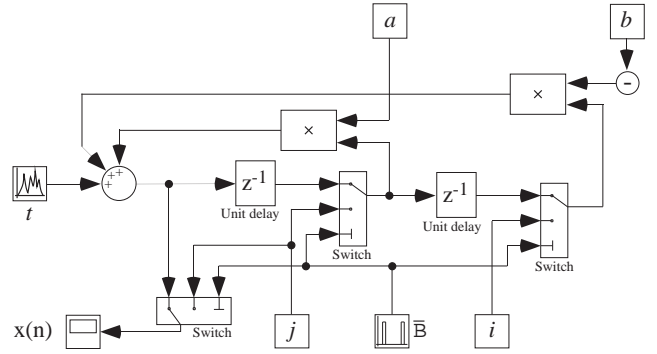 a
b
−
×
×
+
+
+
t
z⁻¹
Unit delay
z⁻¹
Unit delay
Switch
Switch
Switch
x(n)
j
B̅
i